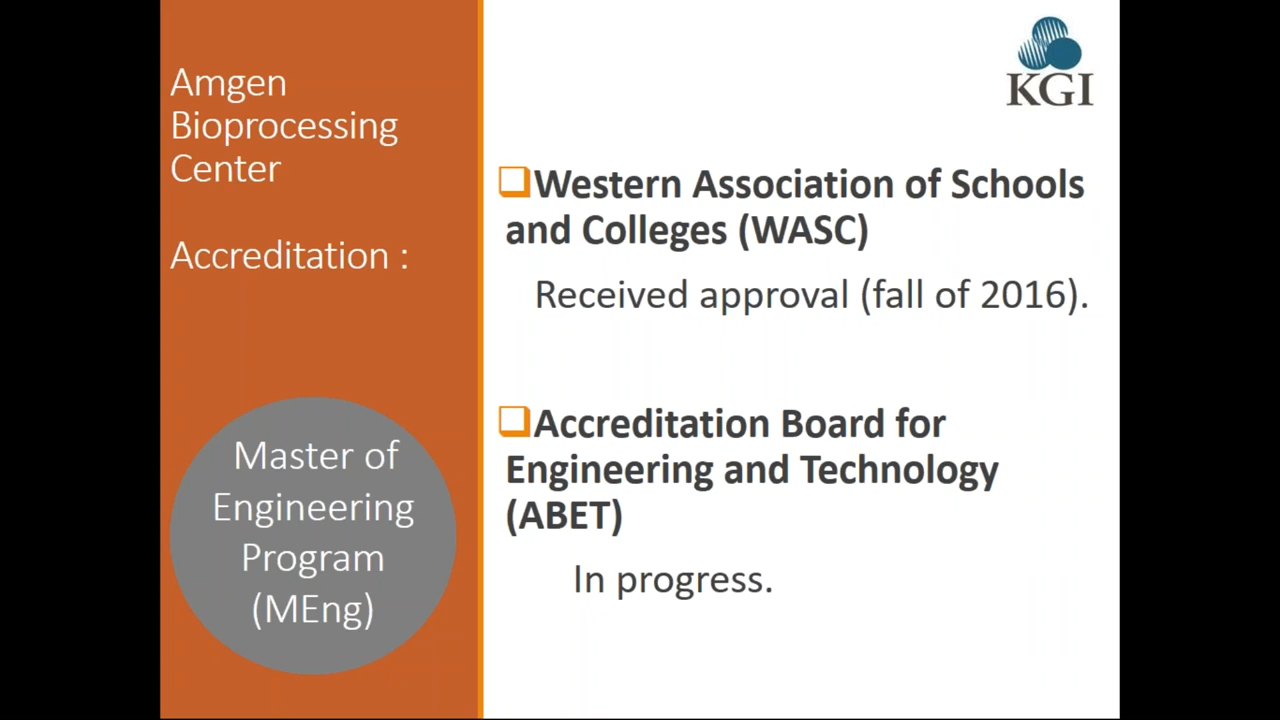 Amgen
Bioprocessing
Center
Accreditation :
Master of
Engineering
Program
(MEng)
KGI
Western Association of Schools
and Colleges (WASC)
Received approval (fall of 2016).
Accreditation Board for
Engineering and Technology
(ABET)
In progress.